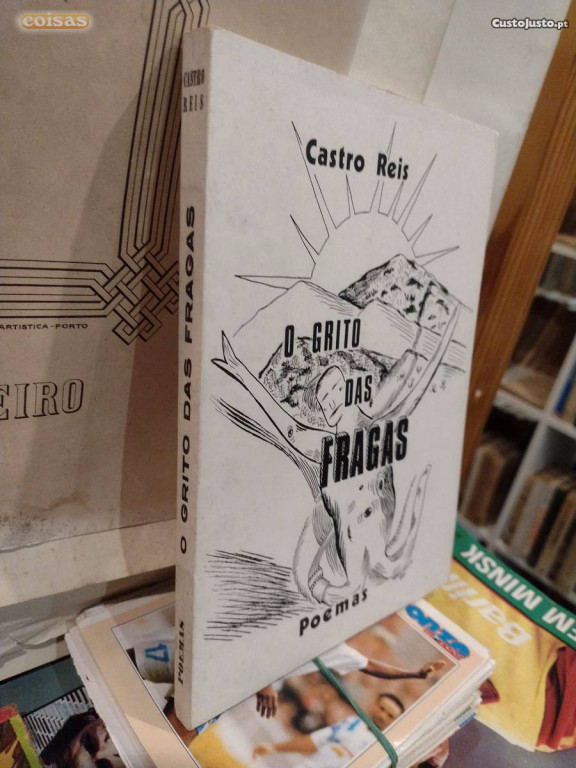 coisas
CustoJusto.pt
CASTRO
REIS
O GRITO DAS FRAGAS
POEMAS
Castro Reis
O GRITO
DAS
FRAGAS
poemas
ARTISTICA - PORTO
EIRO
EM MINSK